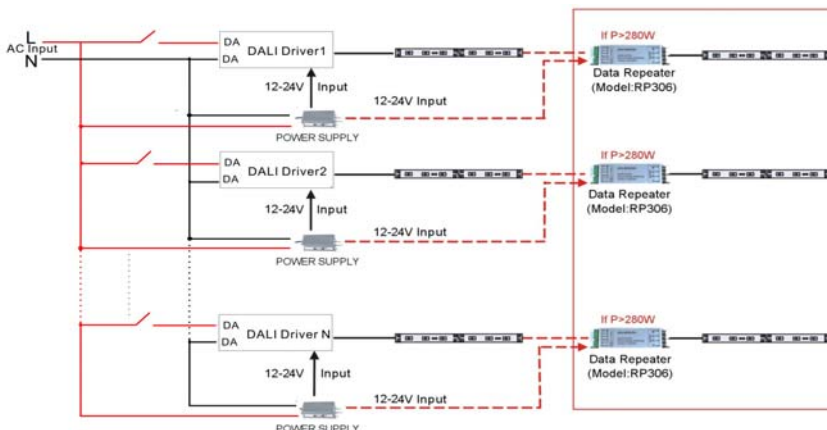 L
AC Input
N
DA
DA
DALI Driver1
12-24V
Input
POWER SUPPLY
12-24V Input
If P>280W
Data Repeater
(Model:RP306)
DA
DA
DALI Driver2
12-24V
Input
POWER SUPPLY
12-24V Input
If P>280W
Data Repeater
(Model:RP306)
DA
DA
DALI Driver N
12-24V
Input
POWER SUPPLY
12-24V Input
If P>280W
Data Repeater
(Model:RP306)